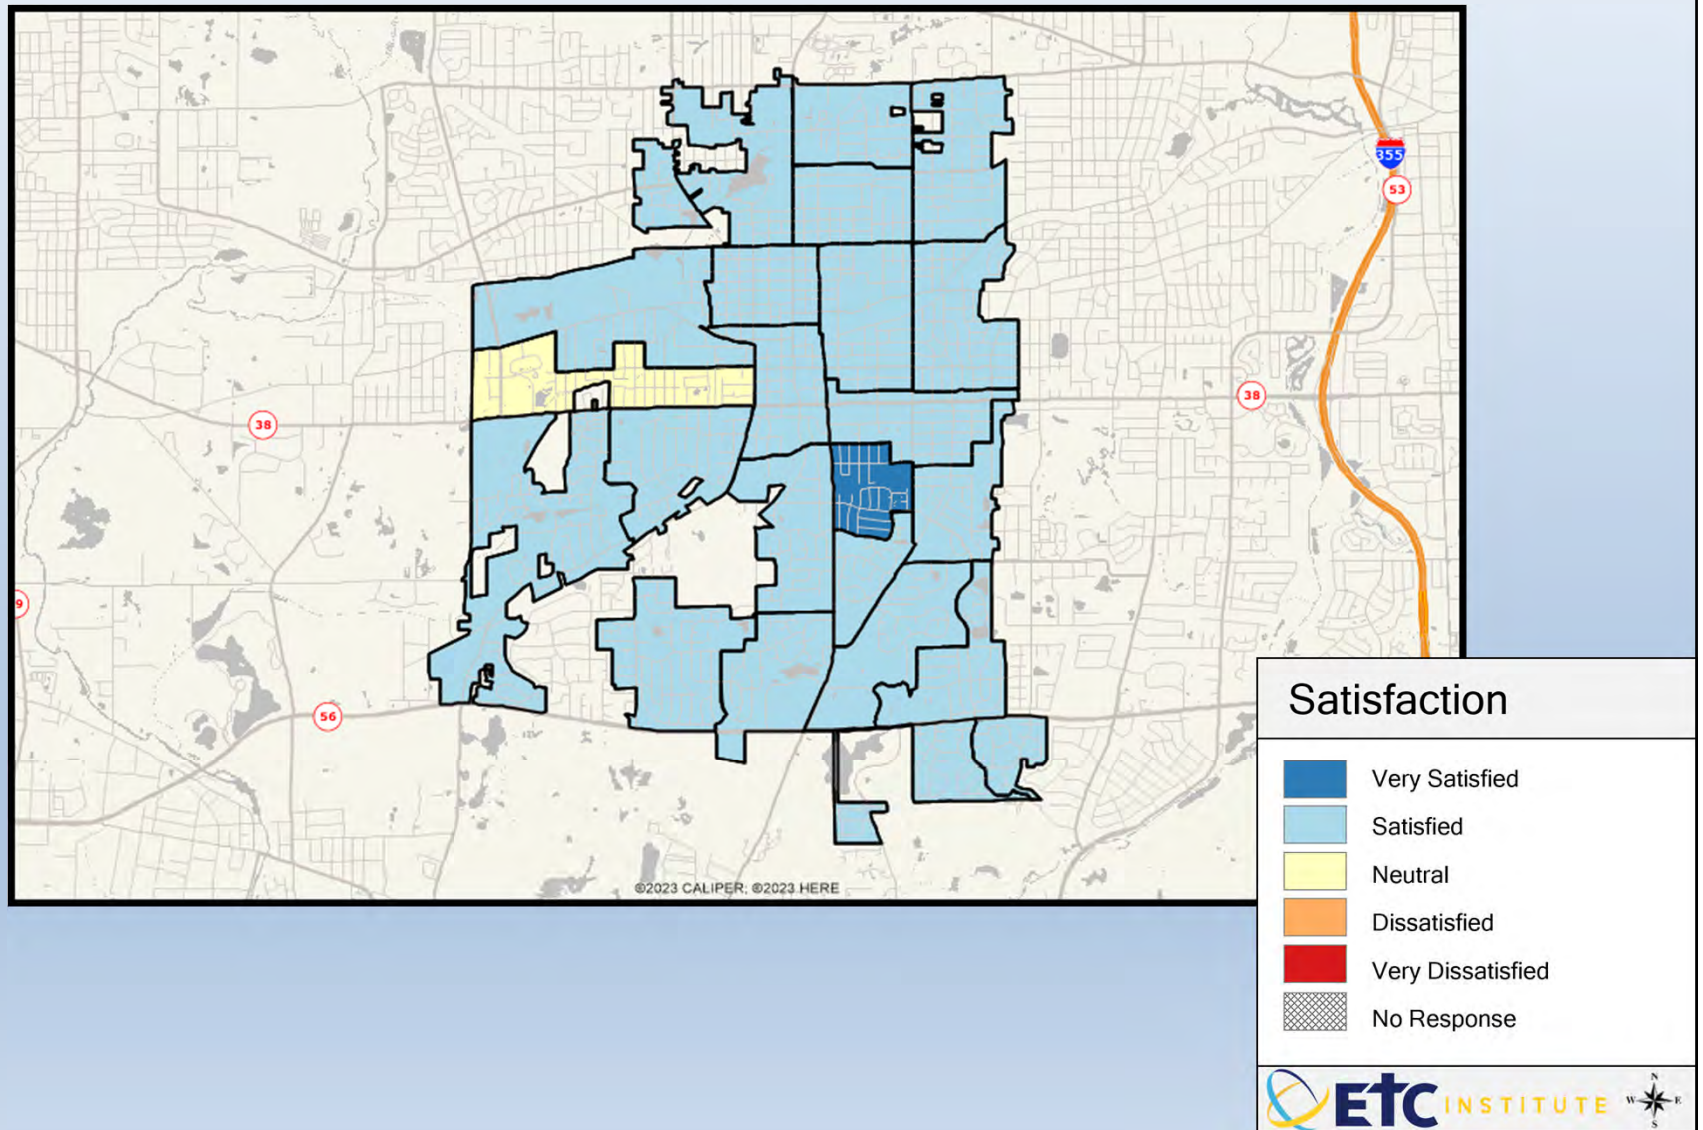 355
53
38
38
9
56
©2023 CALIPER; ©2023 HERE
Satisfaction
Very Satisfied
Satisfied
Neutral
Dissatisfied
Very Dissatisfied
No Response
ETC INSTITUTE
N
W E
S